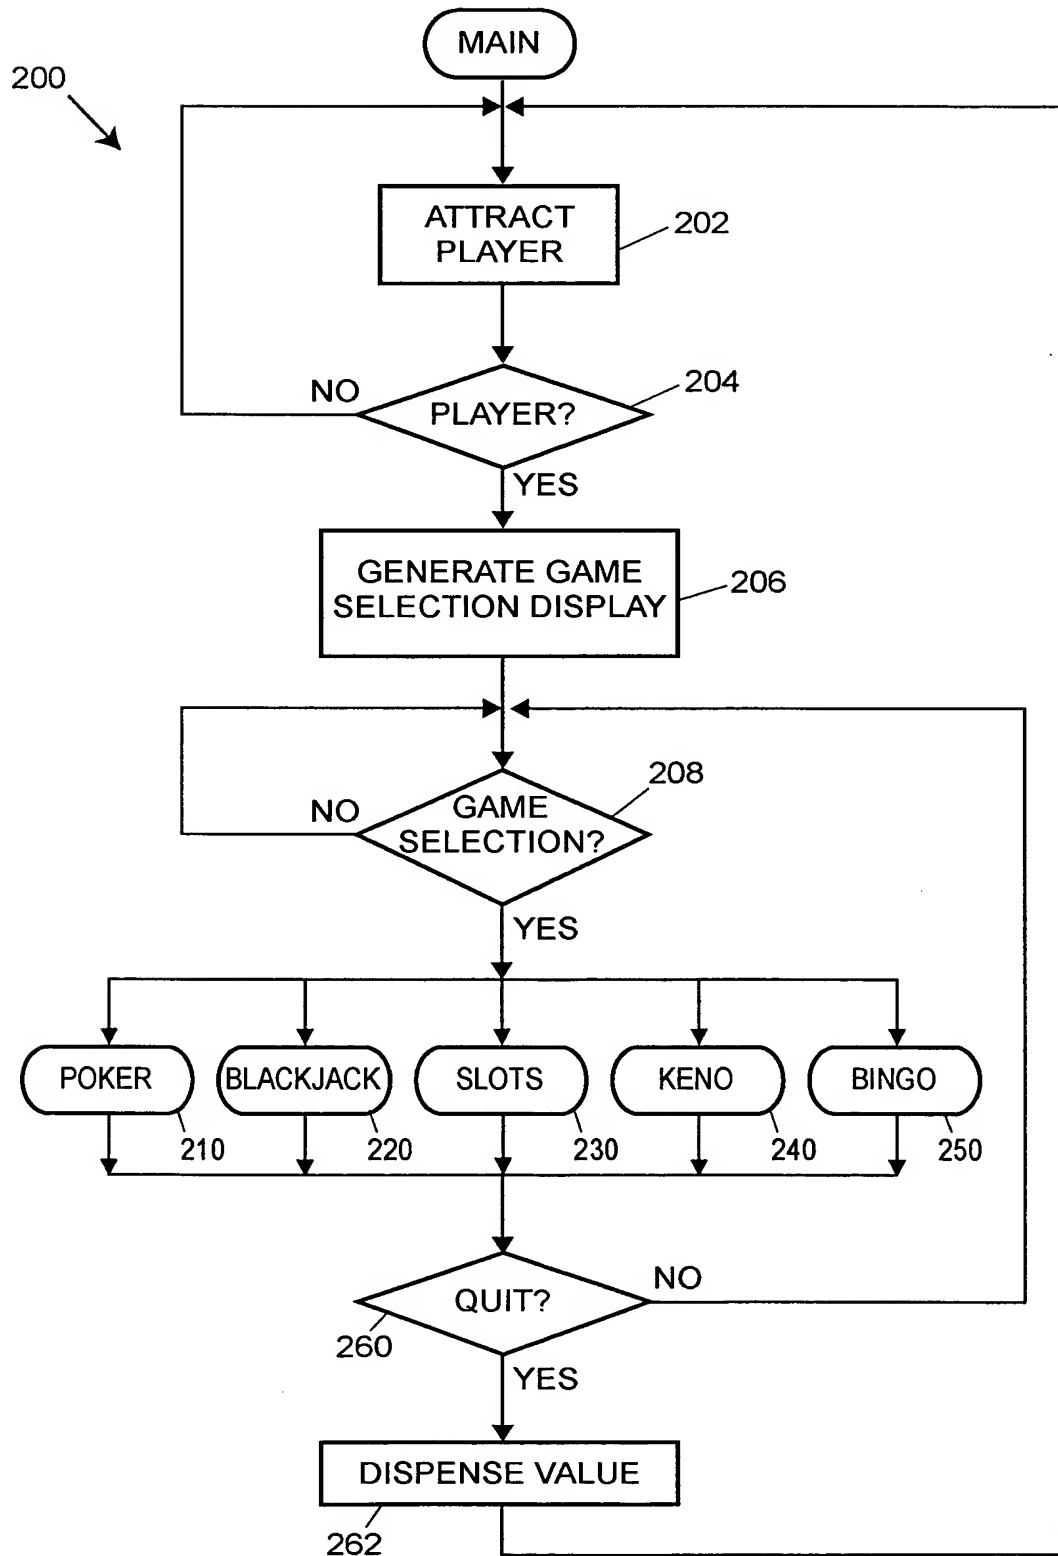 MAIN
200
ATTRACT
PLAYER
202
PLAYER?
204
NO
YES
GENERATE GAME
SELECTION DISPLAY
206
GAME
SELECTION?
208
NO
YES
POKER
BLACKJACK
SLOTS
KENO
BINGO
210
220
230
240
250
QUIT?
NO
260
YES
DISPENSE VALUE
262